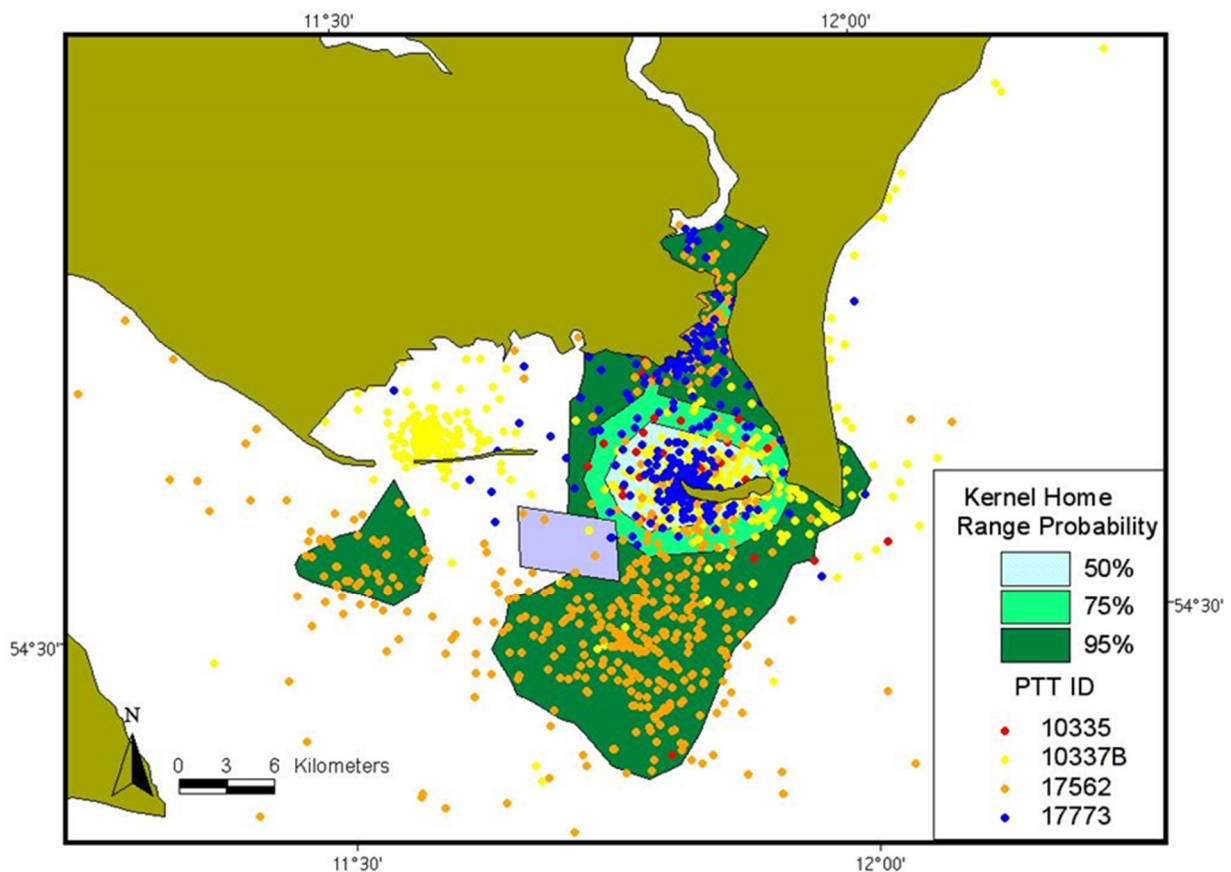 11°30'
12°00'
Kernel Home
Range Probability
50%
75%
95%
PTT ID
10335
10337B
17562
17773
54°30'
54°30'
N
0 3 6 Kilometers
11°30'
12°00'